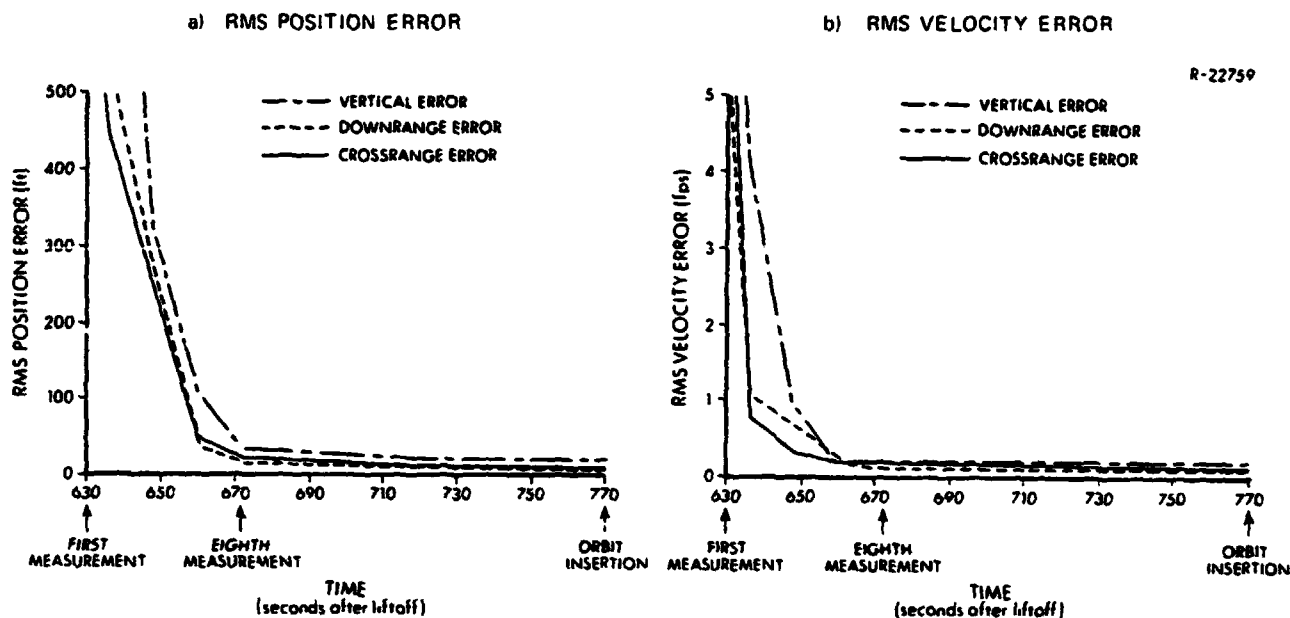 a) RMS POSITION ERROR
500
400
300
200
100
0
RMS POSITION ERROR (ft)
VERTICAL ERROR
DOWNRANGE ERROR
CROSSRANGE ERROR
630 650 670 690 710 730 750 770
FIRST
MEASUREMENT
EIGHTH
MEASUREMENT
ORBIT
INSERTION
TIME
(seconds after liftoff)
b) RMS VELOCITY ERROR
R-22759
5
4
3
2
1
0
RMS VELOCITY ERROR (fps)
VERTICAL ERROR
DOWNRANGE ERROR
CROSSRANGE ERROR
630 650 670 690 710 730 750 770
FIRST
MEASUREMENT
EIGHTH
MEASUREMENT
ORBIT
INSERTION
TIME
(seconds after liftoff)